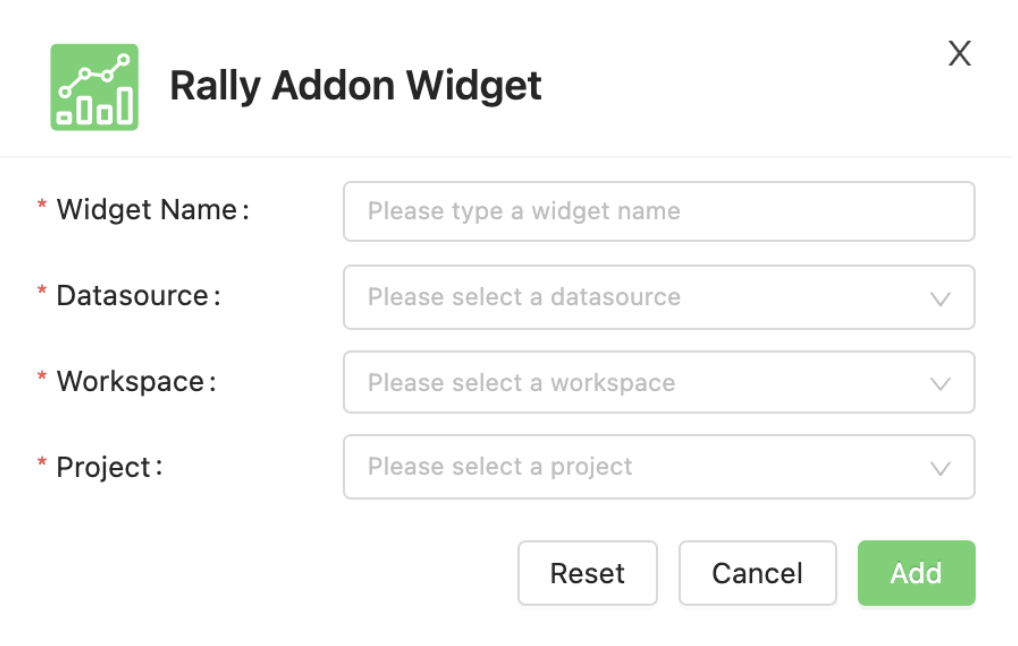 Rally Addon Widget
X
* Widget Name: Please type a widget name
* Datasource: Please select a datasource
* Workspace: Please select a workspace
* Project: Please select a project
Reset Cancel Add